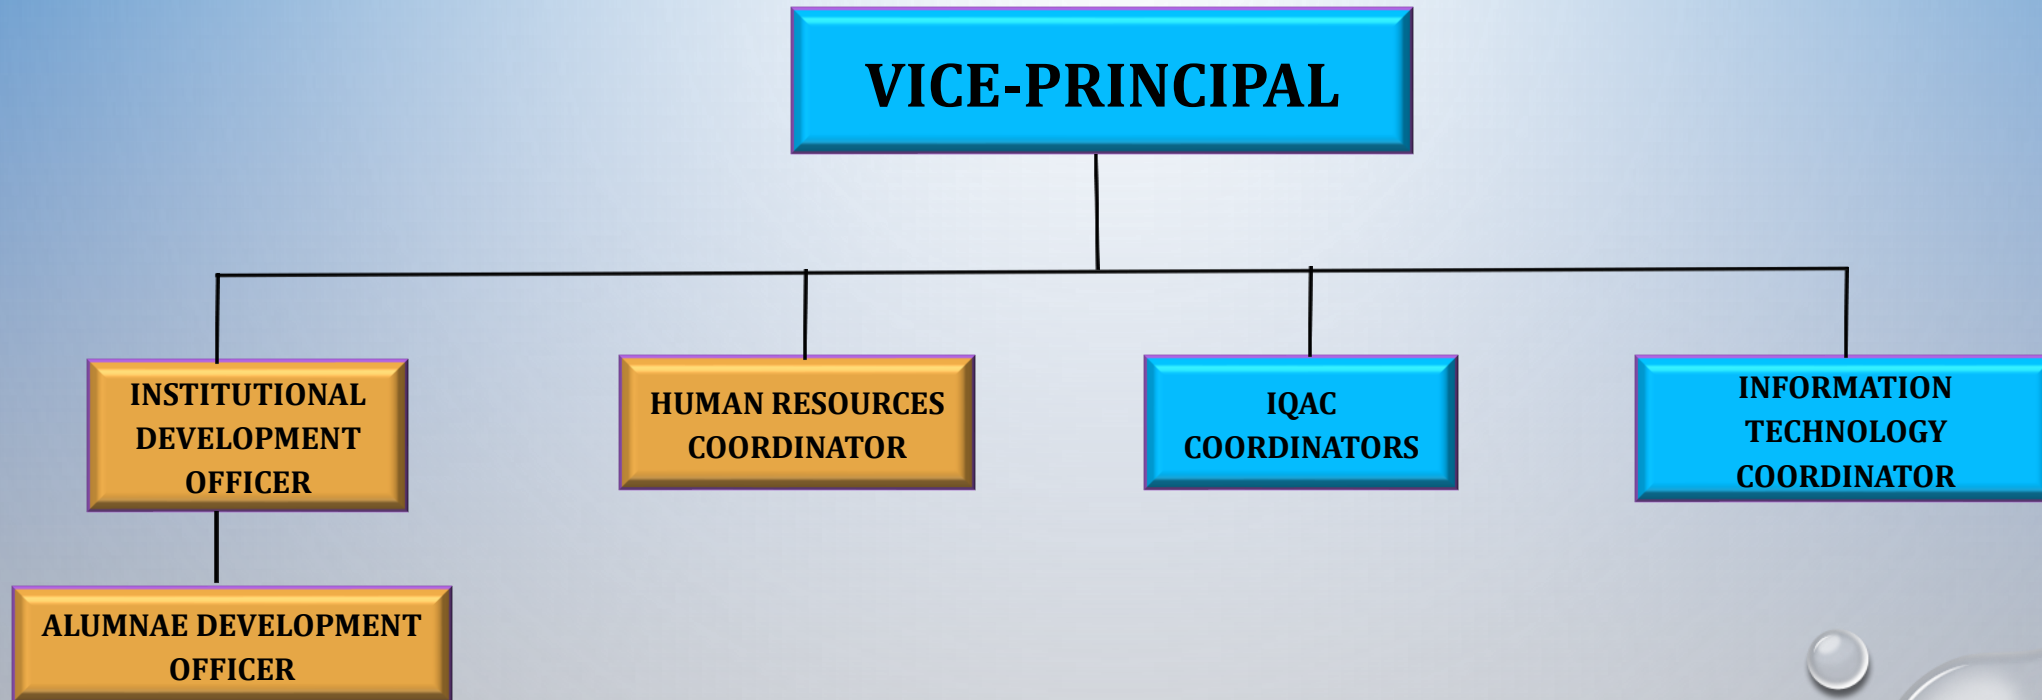 VICE-PRINCIPAL
INSTITUTIONAL
DEVELOPMENT
OFFICER
HUMAN RESOURCES
COORDINATOR
IQAC
COORDINATORS
INFORMATION
TECHNOLOGY
COORDINATOR
ALUMNAE DEVELOPMENT
OFFICER